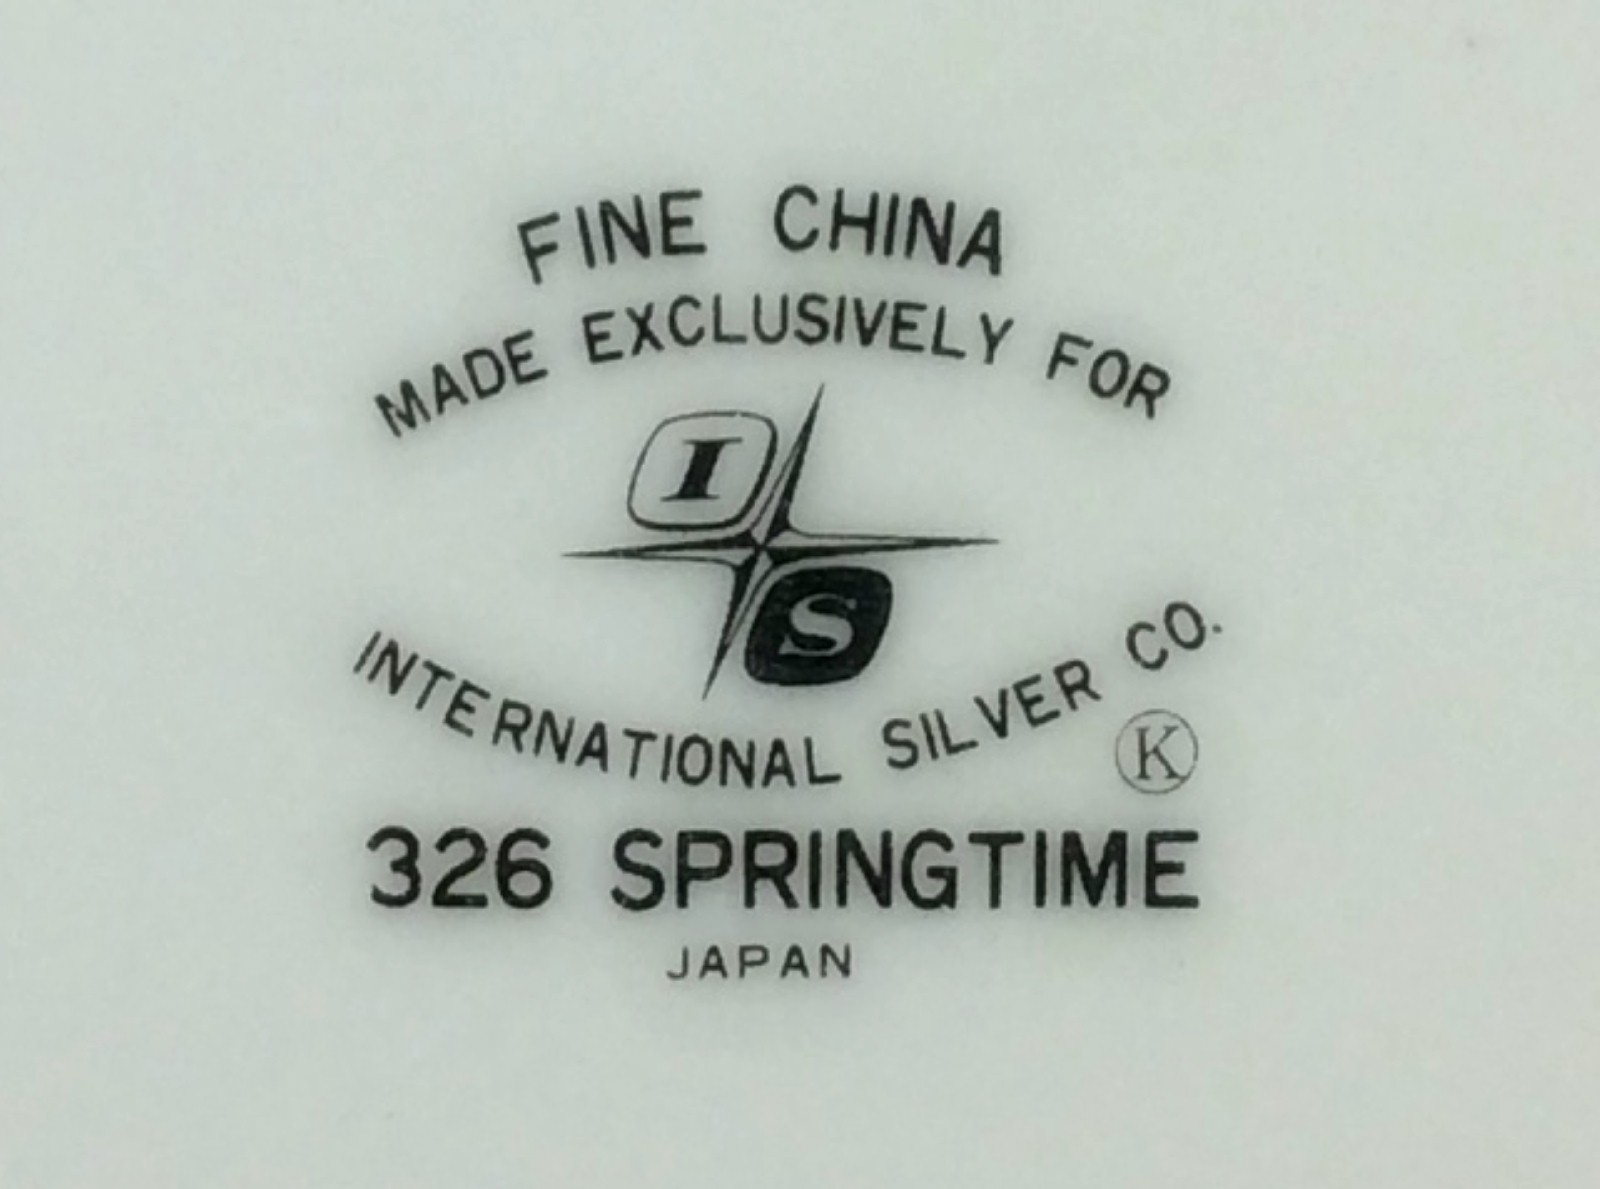 FINE CHINA
MADE EXCLUSIVELY FOR
I
S
INTERNATIONAL SILVER CO.
K
326 SPRINGTIME
JAPAN